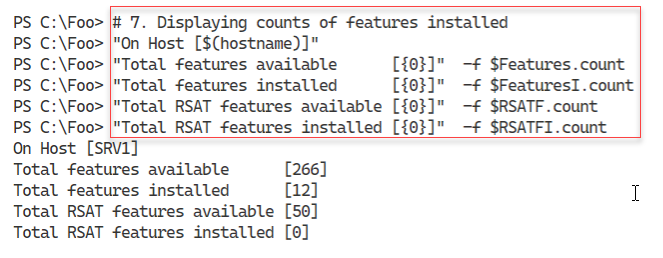 PS C:\Foo> # 7. Displaying counts of features installed
PS C:\Foo> "On Host [$(hostname)]"
PS C:\Foo> "Total features available      [{0}]"  -f $Features.count
PS C:\Foo> "Total features installed      [{0}]"  -f $FeaturesI.count
PS C:\Foo> "Total RSAT features available [{0}]"  -f $RSATF.count
PS C:\Foo> "Total RSAT features installed [{0}]"  -f $RSATFI.count
On Host [SRV1]
Total features available      [266]
Total features installed      [12]
Total RSAT features available [50]
Total RSAT features installed [0]